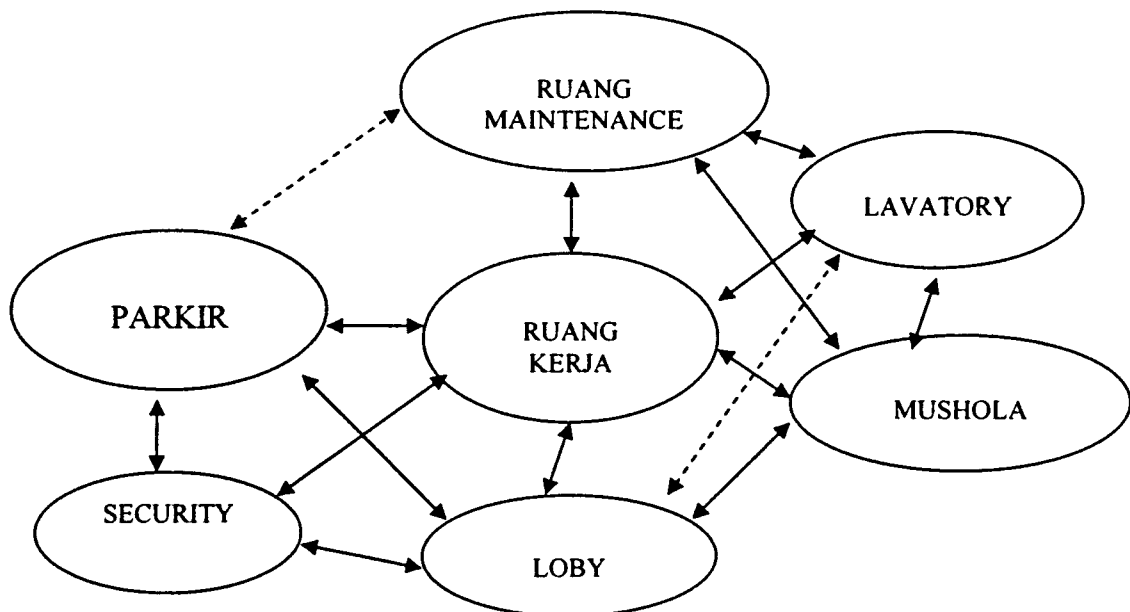 RUANG
MAINTENANCE
LAVATORY
PARKIR
RUANG
KERJA
MUSHOLA
SECURITY
LOBY